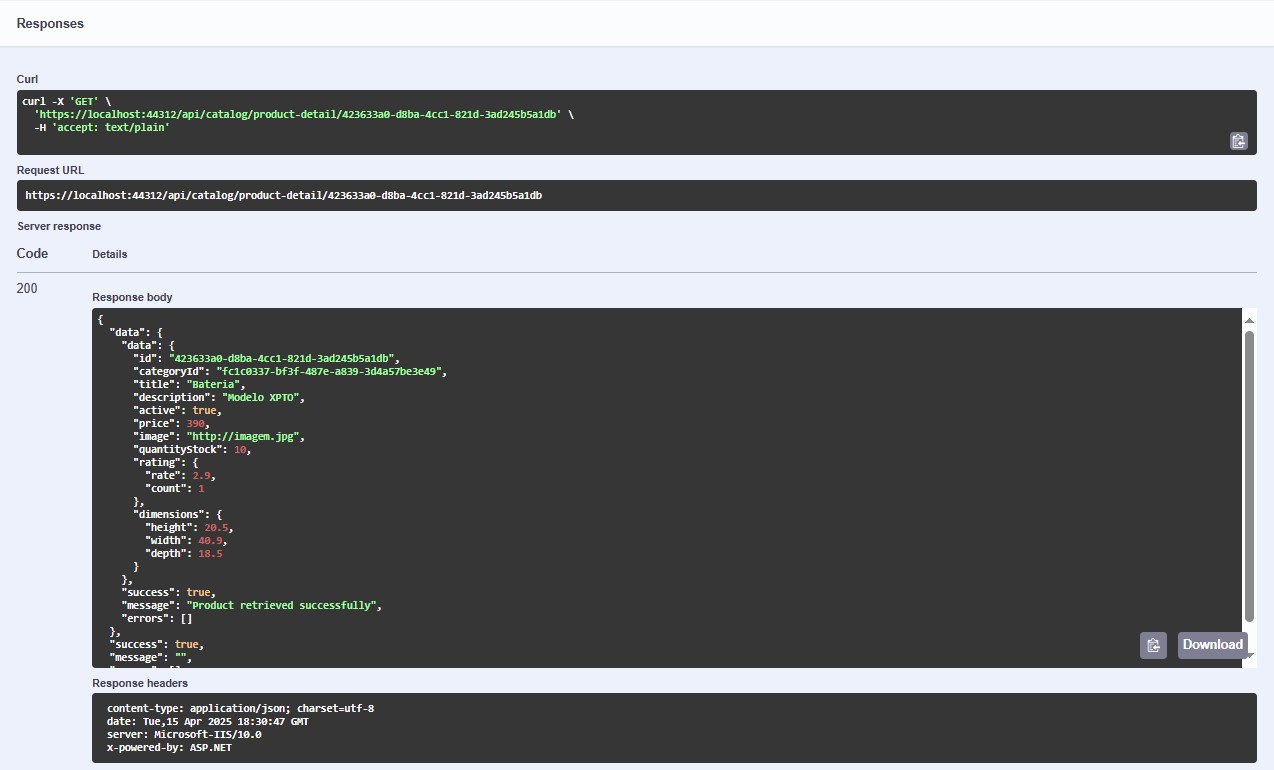 Responses
Curl
curl -X 'GET' \
  'https://localhost:44312/api/catalog/product-detail/423633a0-d8ba-4cc1-821d-3ad245b5a1db' \
  -H 'accept: text/plain'
Request URL
https://localhost:44312/api/catalog/product-detail/423633a0-d8ba-4cc1-821d-3ad245b5a1db
Server response
Code Details
200
Response body
{
  "data": {
    "data": {
      "id": "423633a0-d8ba-4cc1-821d-3ad245b5a1db",
      "categoryId": "fc1c0337-bf3f-487e-a839-3d4a57be3e49",
      "title": "Bateria",
      "description": "Modelo XPTO",
      "active": true,
      "price": 390,
      "image": "http://imagem.jpg",
      "quantityStock": 10,
      "rating": {
        "rate": 2.9,
        "count": 1
      },
      "dimensions": {
        "height": 20.5,
        "width": 40.9,
        "depth": 18.5
      }
    },
    "success": true,
    "message": "Product retrieved successfully",
    "errors": []
  },
  "success": true,
  "message": "",
Download
Response headers
content-type: application/json; charset=utf-8
date: Tue,15 Apr 2025 18:30:47 GMT
server: Microsoft-IIS/10.0
x-powered-by: ASP.NET